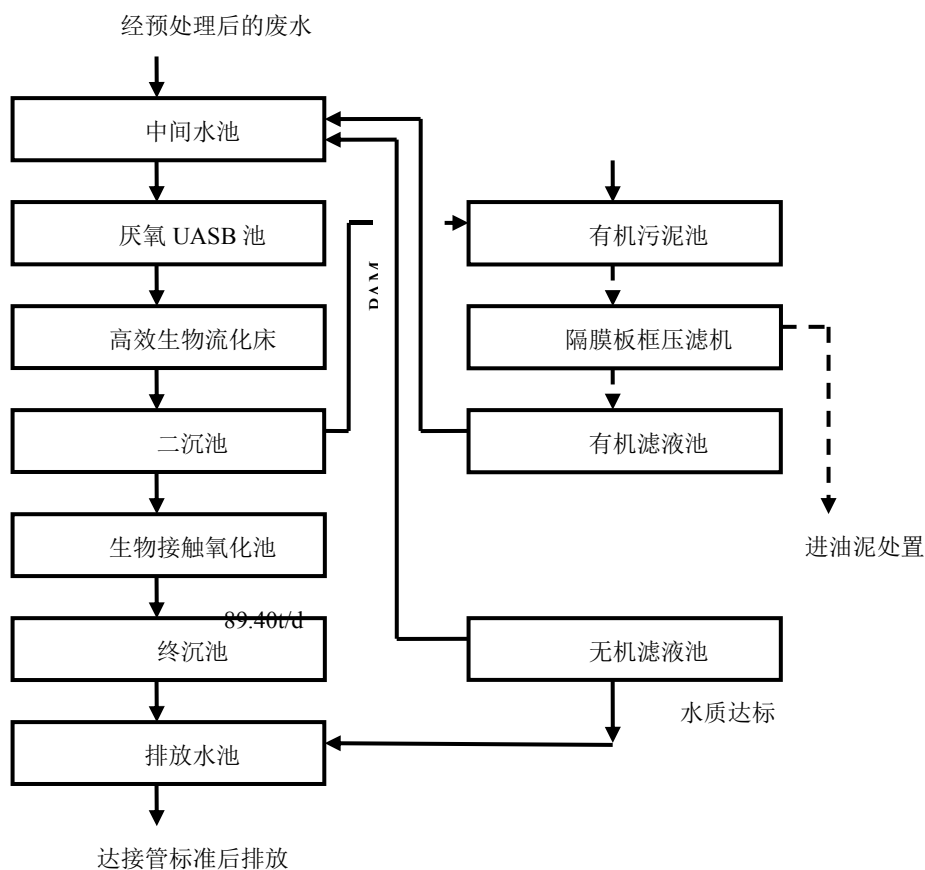 经预处理后的废水
中间水池
厌氧 UASB 池
高效生物流化床
二沉池
生物接触氧化池
89.40t/d
终沉池
排放水池
达接管标准后排放
PAM
有机污泥池
隔膜板框压滤机
有机滤液池
进油泥处置
无机滤液池
水质达标